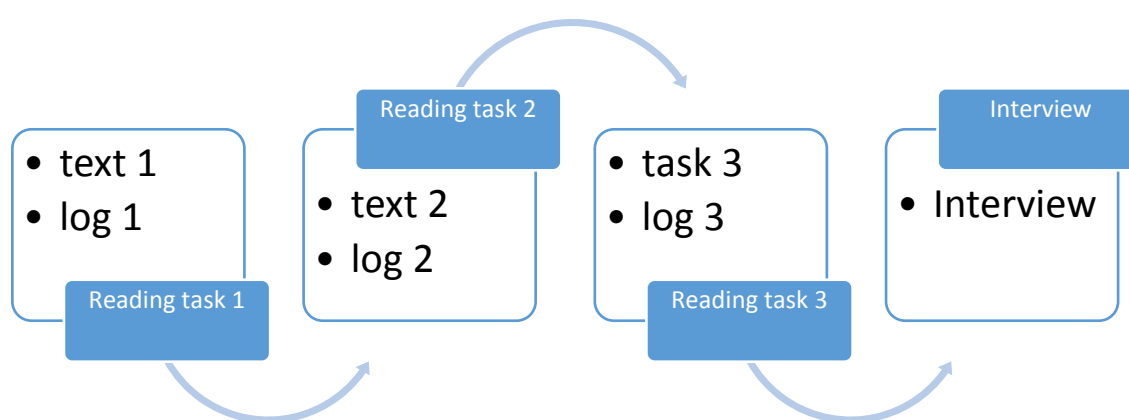 • text 1
• log 1
Reading task 1
Reading task 2
• text 2
• log 2
• task 3
• log 3
Reading task 3
Interview
• Interview